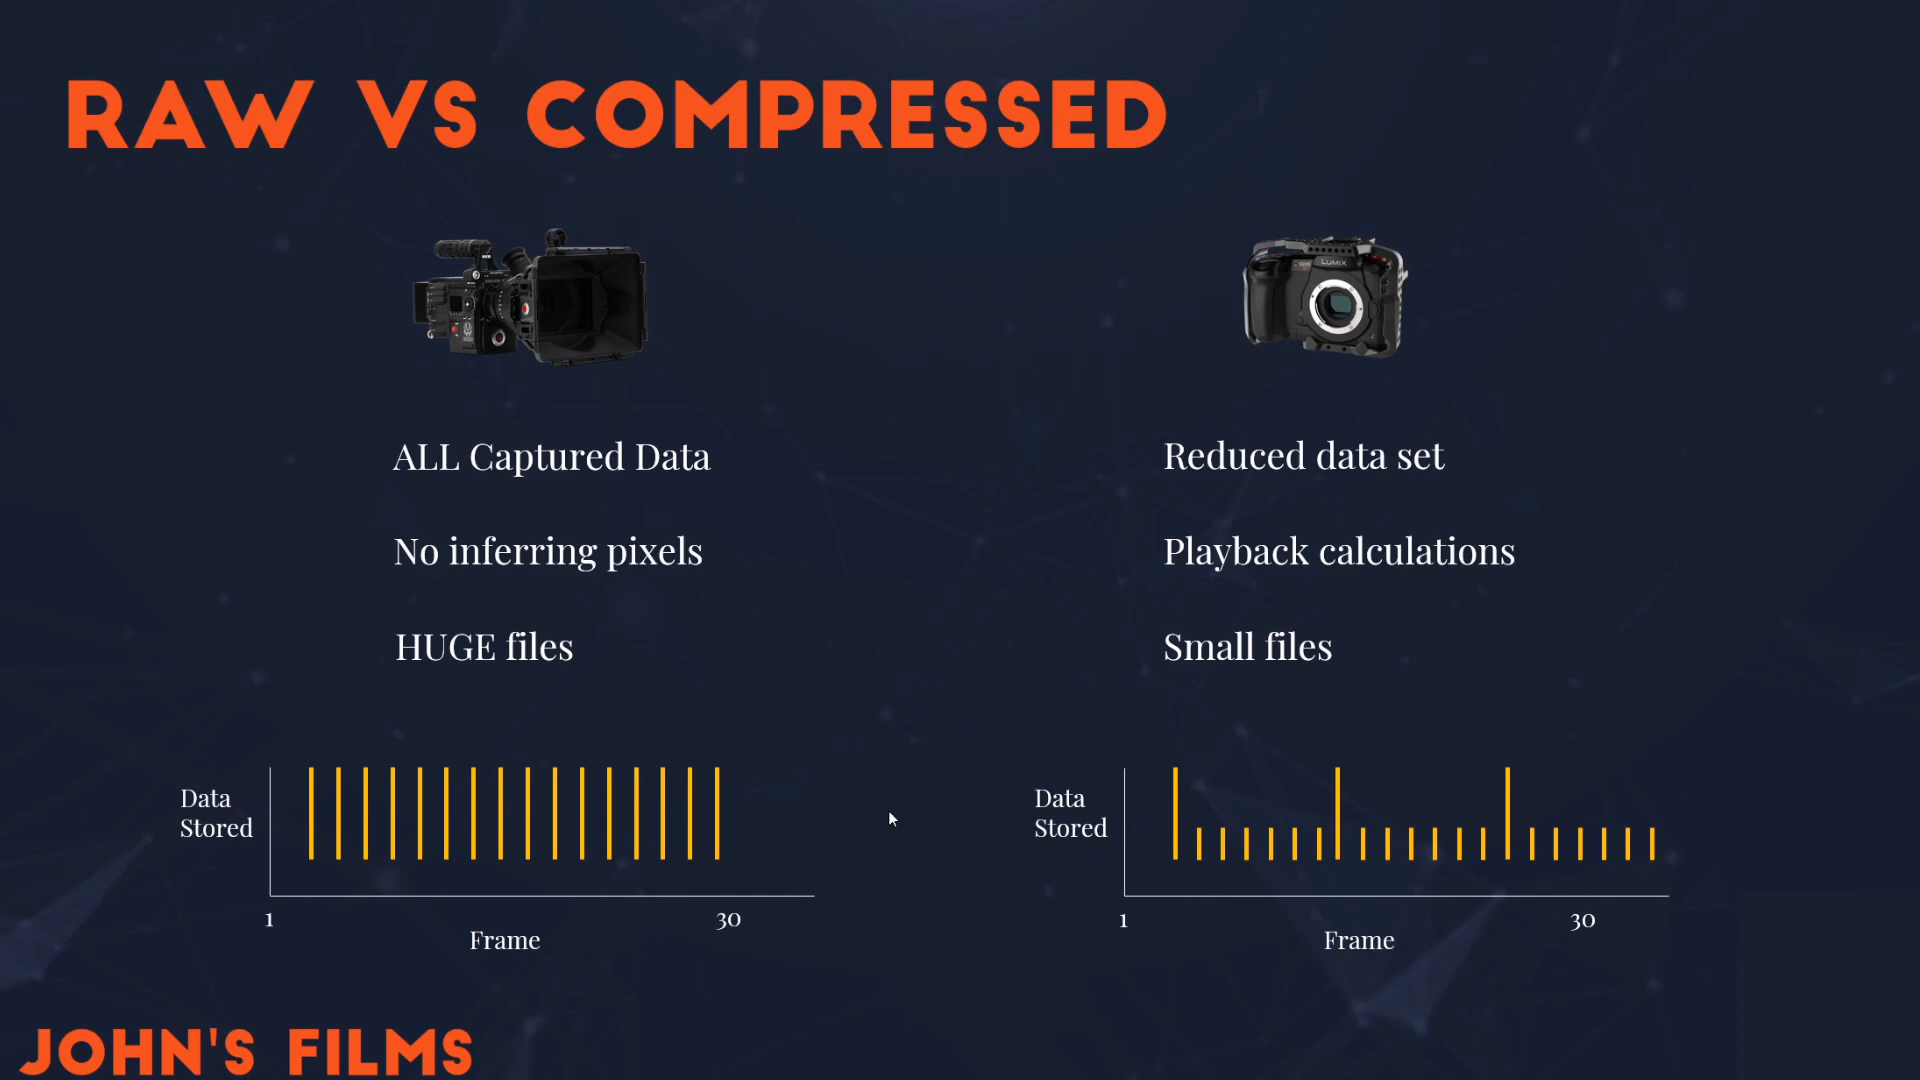 RAW VS COMPRESSED
LUMIX
ALL Captured Data
No inferring pixels
HUGE files
Reduced data set
Playback calculations
Small files
Data
Stored
1
30
Frame
Data
Stored
1
30
Frame
JOHN'S FILMS